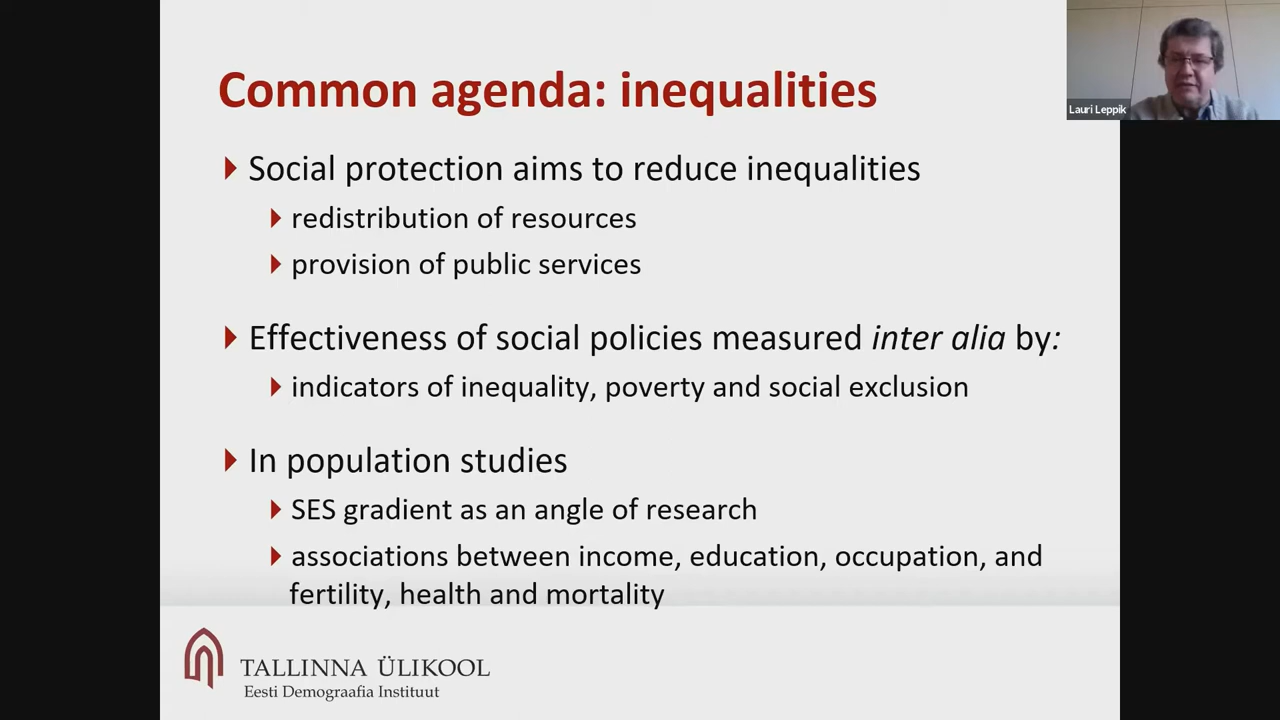 Common agenda: inequalities
Lauri Leppik
Social protection aims to reduce inequalities
redistribution of resources
provision of public services
Effectiveness of social policies measured inter alia by:
indicators of inequality, poverty and social exclusion
In population studies
SES gradient as an angle of research
associations between income, education, occupation, and
fertility, health and mortality
TALLINNA ÜLIKOOL
Eesti Demograafia Instituut